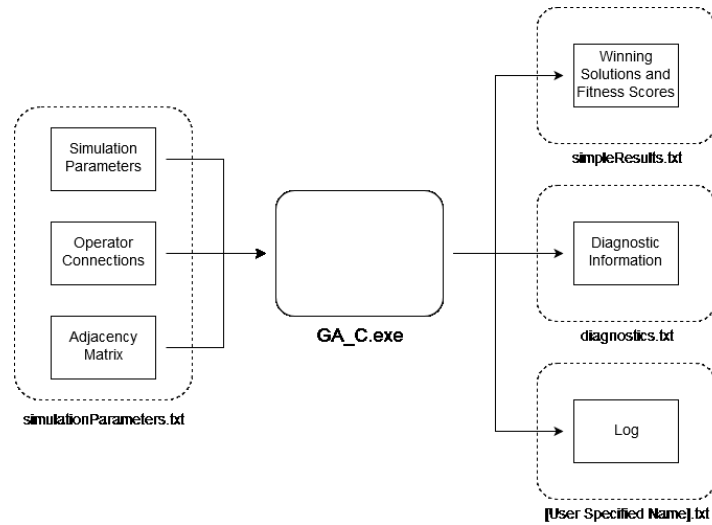 Simulation
Parameters
Operator
Connections
Adjacency
Matrix
simulationParameters.txt
GA_C.exe
Winning
Solutions and
Fitness Scores
simpleResults.txt
Diagnostic
Information
diagnostics.txt
Log
[User Specified Name].txt